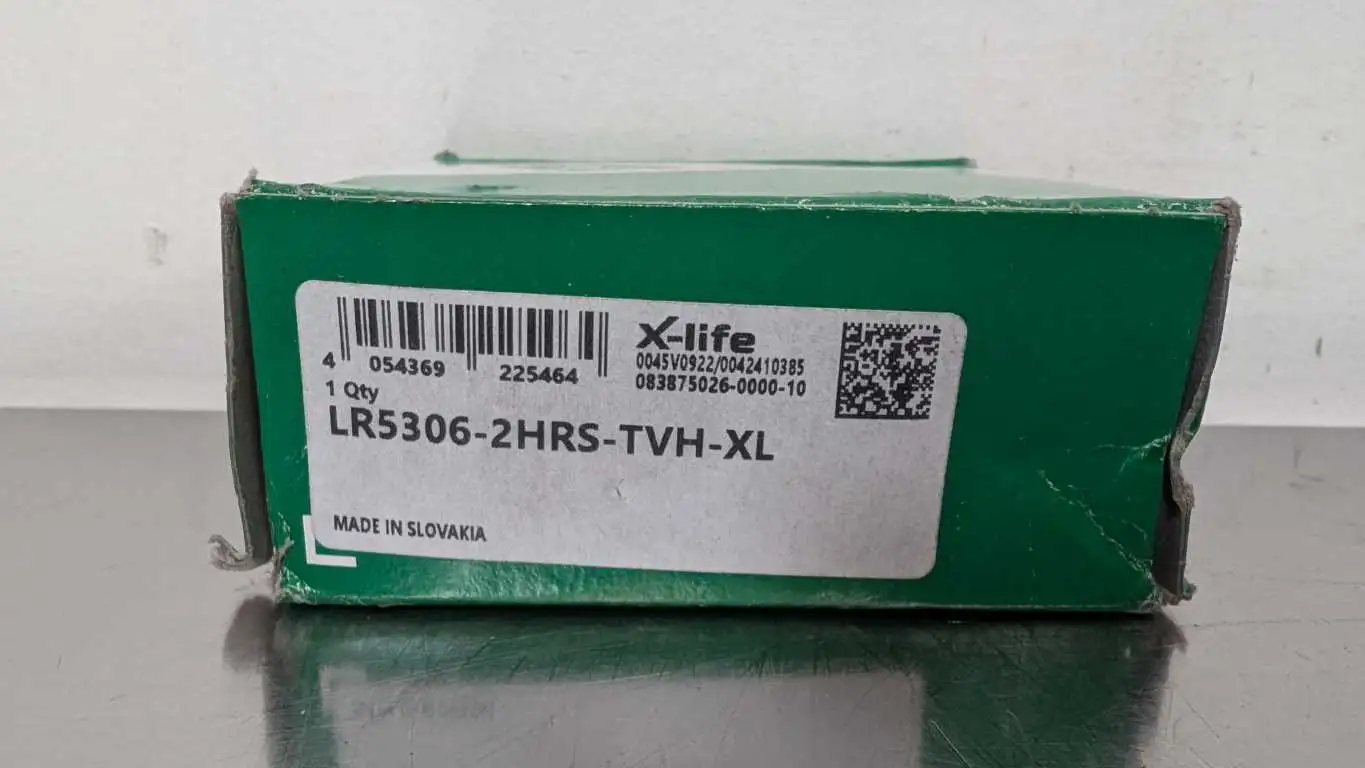 4 054369 225464
X-life
0045V0922/0042410385
083875026-0000-10
1 Qty
LR5306-2HRS-TVH-XL
MADE IN SLOVAKIA